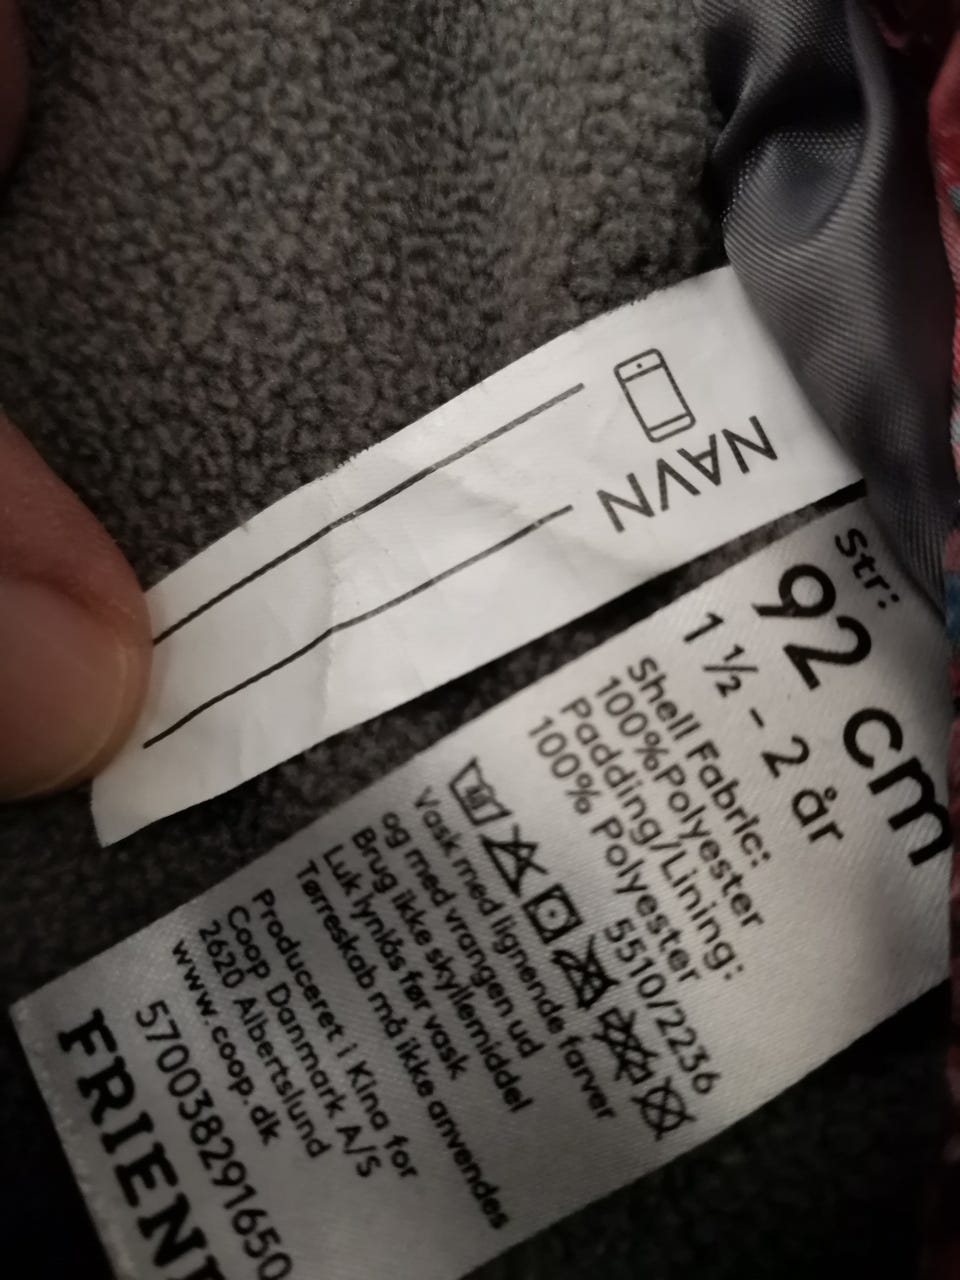 NAVN
Str:
92 cm
1 ½ - 2 år
Shell Fabric:
100%Polyester
Padding/Lining:
100% Polyester
5510/2236
Vask med lignende farver
og med vrangen ud
Brug ikke skyllemiddel
Luk lynlås før vask
Tørreskab må ikke anvendes
Produceret i Kina for
Coop Danmark A/S
2620 Albertslund
www.coop.dk
570038291650